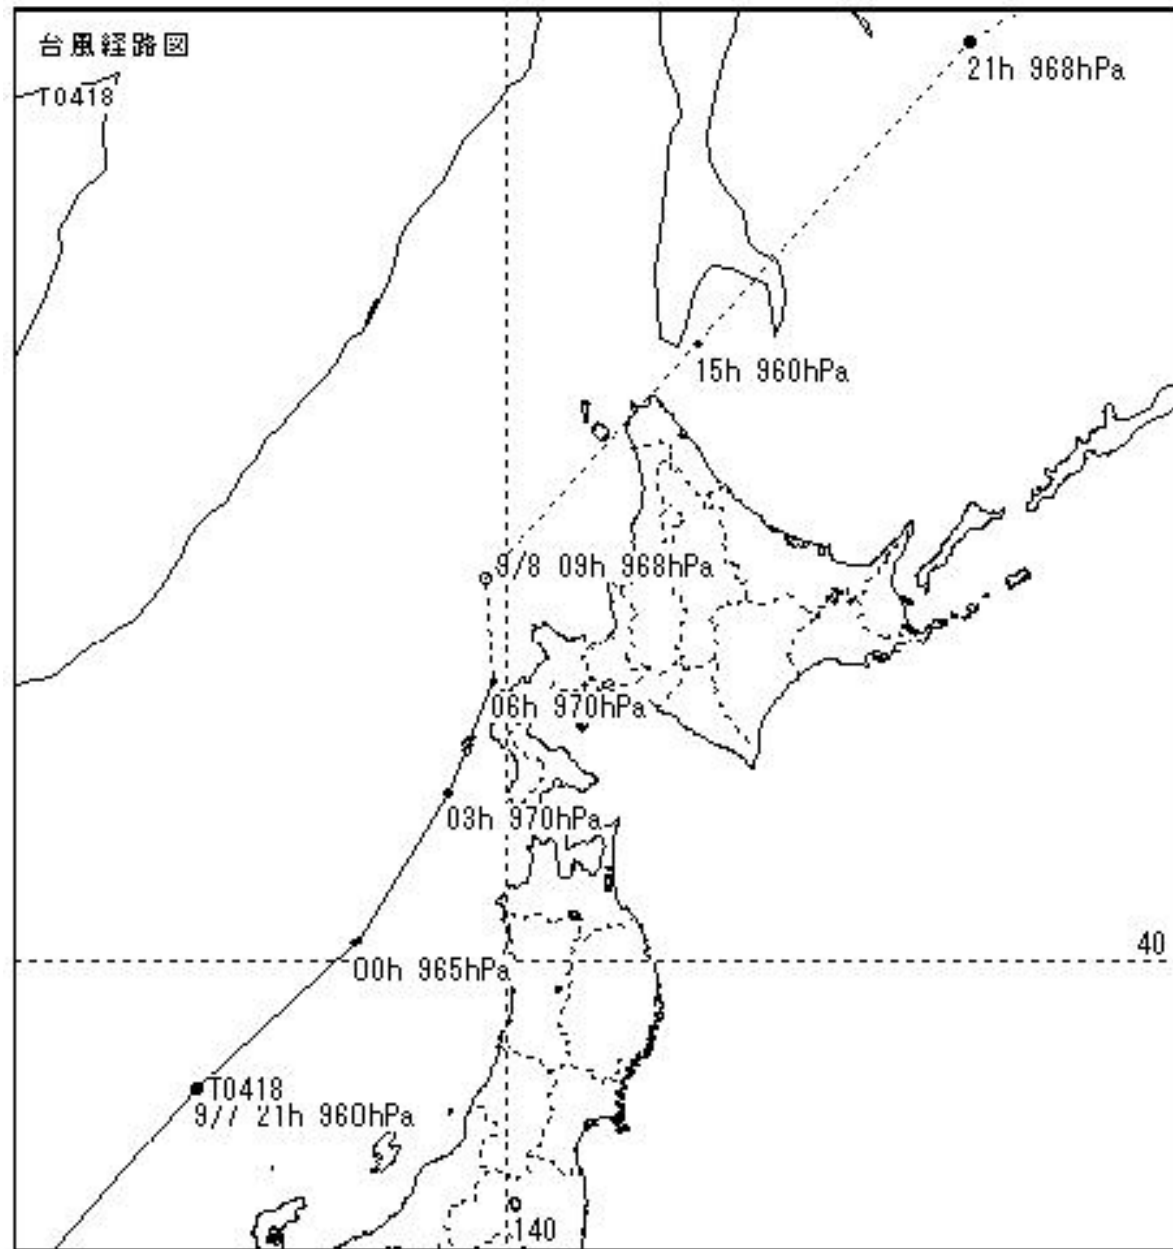 台風経路図
T0418
21h 968hPa
15h 960hPa
9/8 09h 968hPa
06h 970hPa
03h 970hPa
40
00h 965hPa
T0418
9/7 21h 960hPa
140